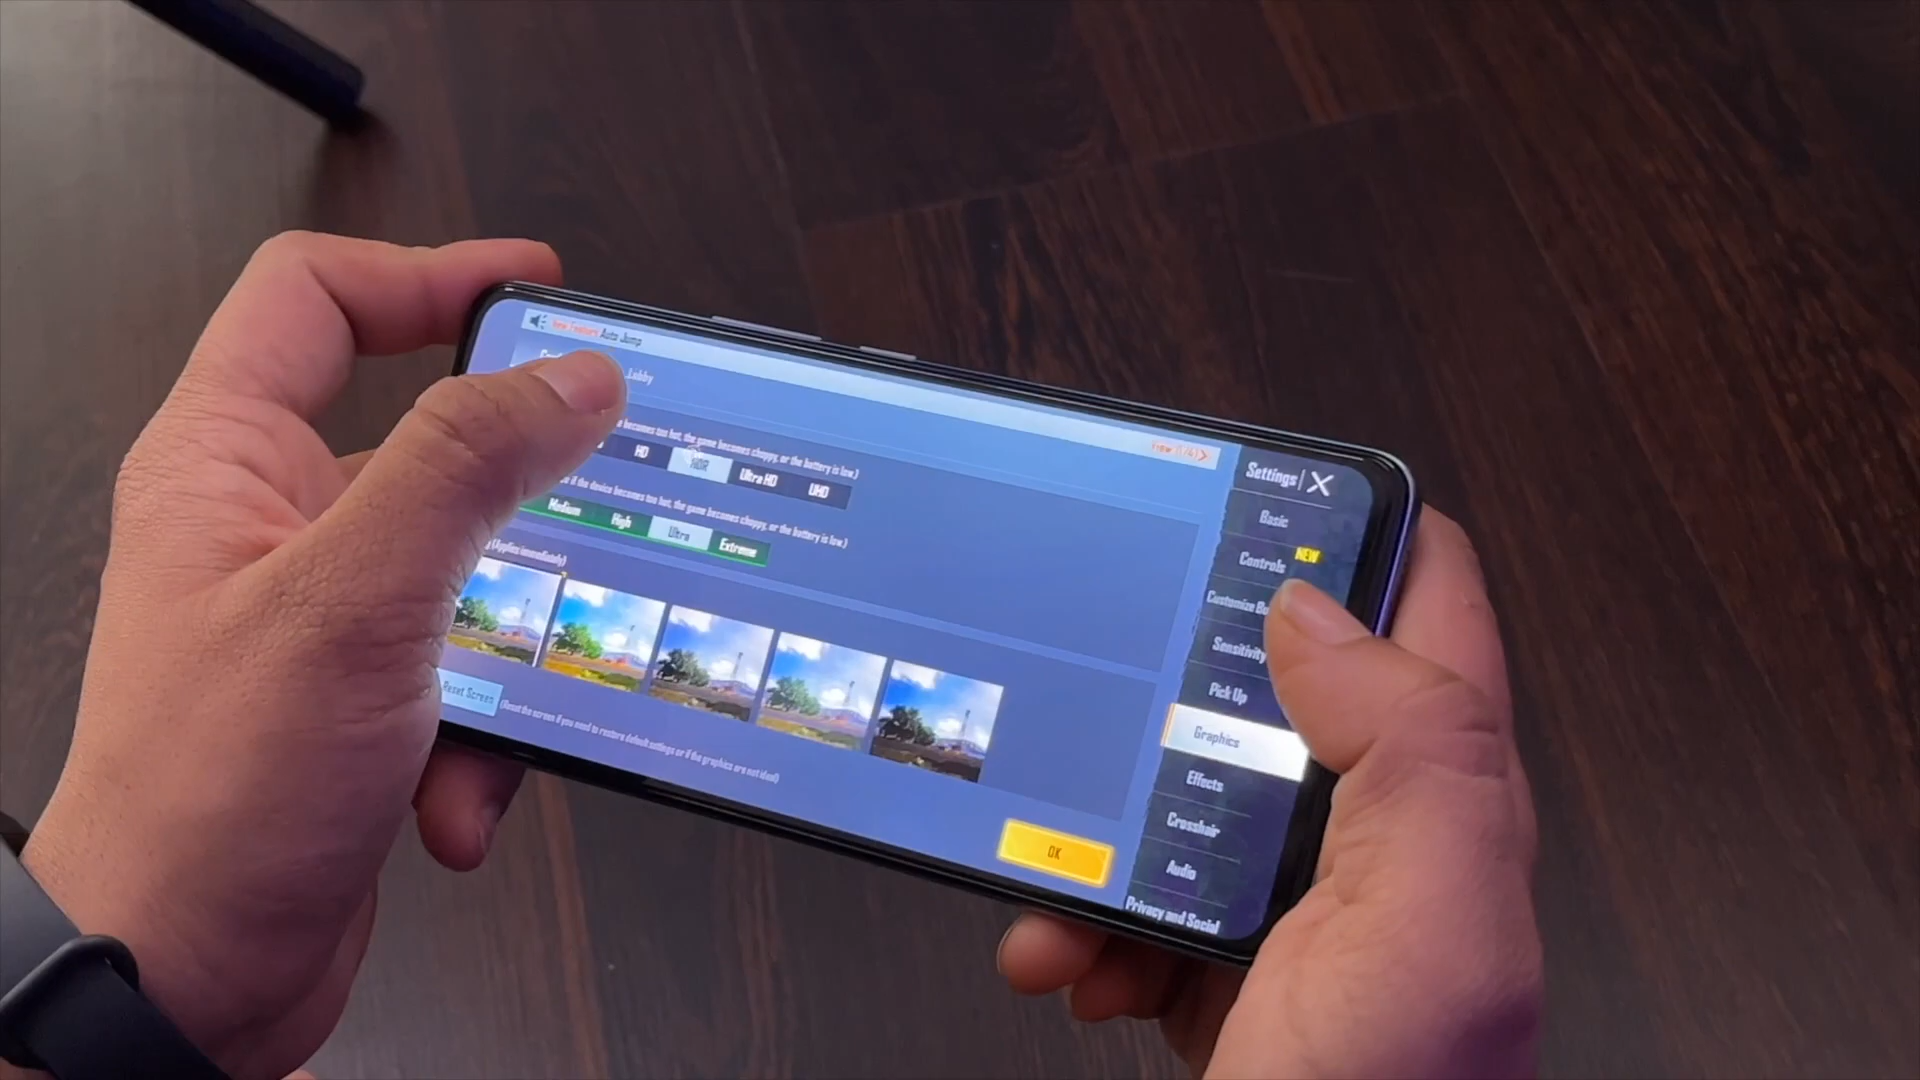 New Feature Auto Jump
View (1/4)
Settings
Lobby
becomes too hot, the game becomes choppy, or the battery is low.)
HD HDR Ultra HD UHD
if the device becomes too hot, the game becomes choppy, or the battery is low.)
Medium High Ultra Extreme
(Applies immediately)
Reset Screen (Reset the screen if you need to restore default settings or if the graphics are not ideal)
OK
Basic
Controls NEW
Customize
Sensitivity
Pick Up
Graphics
Effects
Crosshair
Audio
Privacy and Social